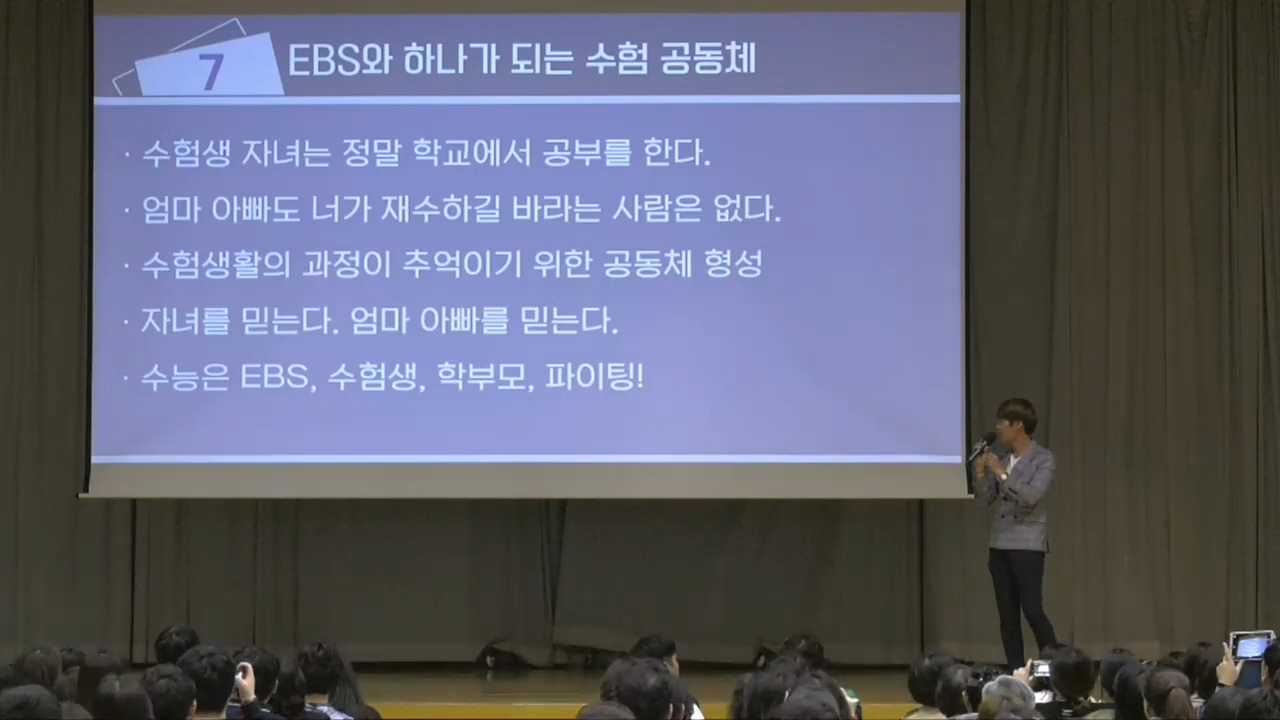 7 EBS와 하나가 되는 수험 공동체
· 수험생 자녀는 정말 학교에서 공부를 한다.
· 엄마 아빠도 너가 재수하길 바라는 사람은 없다.
· 수험생활의 과정이 추억이기 위한 공동체 형성
· 자녀를 믿는다. 엄마 아빠를 믿는다.
· 수능은 EBS, 수험생, 학부모, 파이팅!